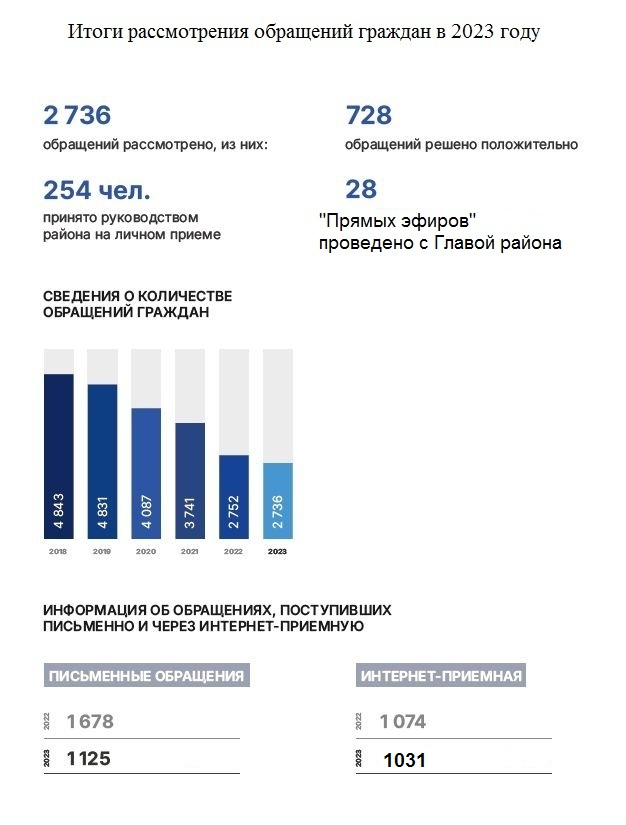 Итоги рассмотрения обращений граждан в 2023 году
2 736
обращений рассмотрено, из них:
728
обращений решено положительно
254 чел.
принято руководством
района на личном приеме
28
"Прямых эфиров"
проведено с Главой района
СВЕДЕНИЯ О КОЛИЧЕСТВЕ
ОБРАЩЕНИЙ ГРАЖДАН
4 843
4 831
4 087
3 741
2 752
2 736
2018
2019
2020
2021
2022
2023
ИНФОРМАЦИЯ ОБ ОБРАЩЕНИЯХ, ПОСТУПИВШИХ
ПИСЬМЕННО И ЧЕРЕЗ ИНТЕРНЕТ-ПРИЕМНУЮ
ПИСЬМЕННЫЕ ОБРАЩЕНИЯ
2022 1 678
2023 1 125
ИНТЕРНЕТ-ПРИЕМНАЯ
2022 1 074
2023 1031